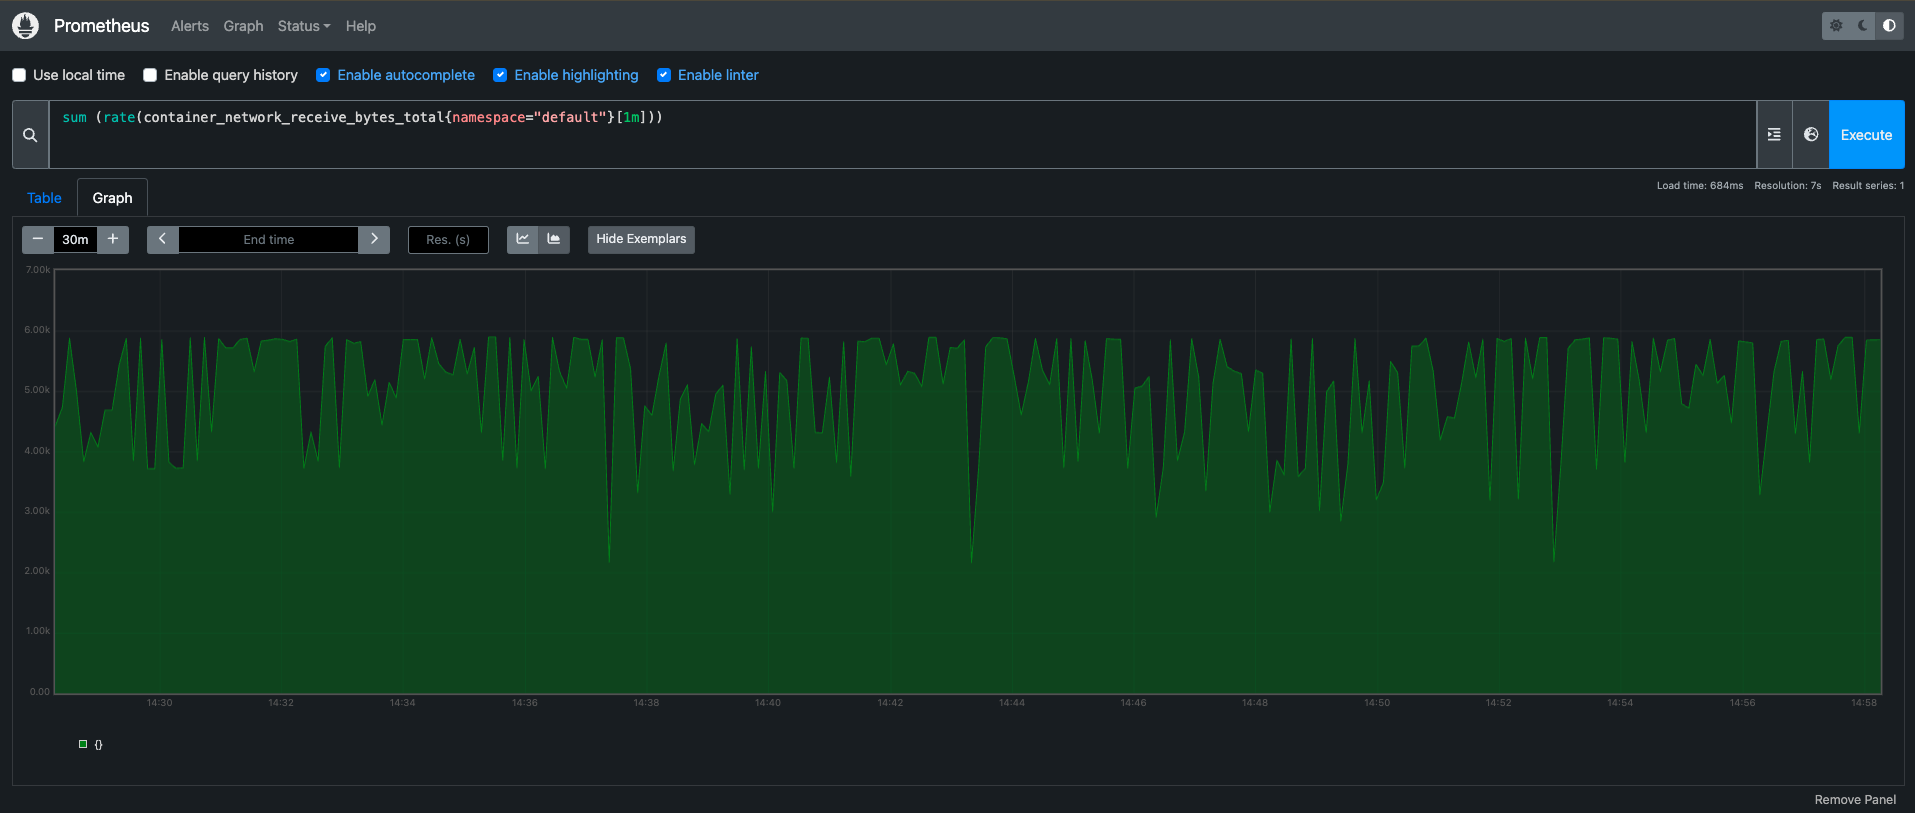 Prometheus Alerts Graph Status Help
Use local time Enable query history Enable autocomplete Enable highlighting Enable linter
sum (rate(container_network_receive_bytes_total{namespace="default"}[1m]))
Execute
Table Graph
Load time: 684ms Resolution: 7s Result series: 1
− 30m + End time Res. (s) Hide Exemplars
7.00k
6.00k
5.00k
4.00k
3.00k
2.00k
1.00k
0.00
14:30 14:32 14:34 14:36 14:38 14:40 14:42 14:44 14:46 14:48 14:50 14:52 14:54 14:56 14:58
{}
Remove Panel